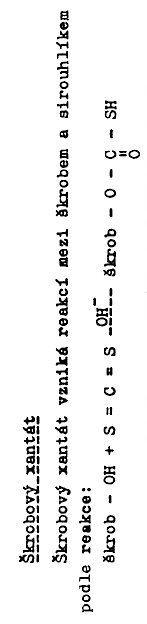 Škrobový xantát
Škrobový xantát vzniká reakcí mezi škrobem a sirouhlíkem
podle reakce:
škrob - OH + S = C = S --OH⁻-- škrob - O - C - SH
=
O